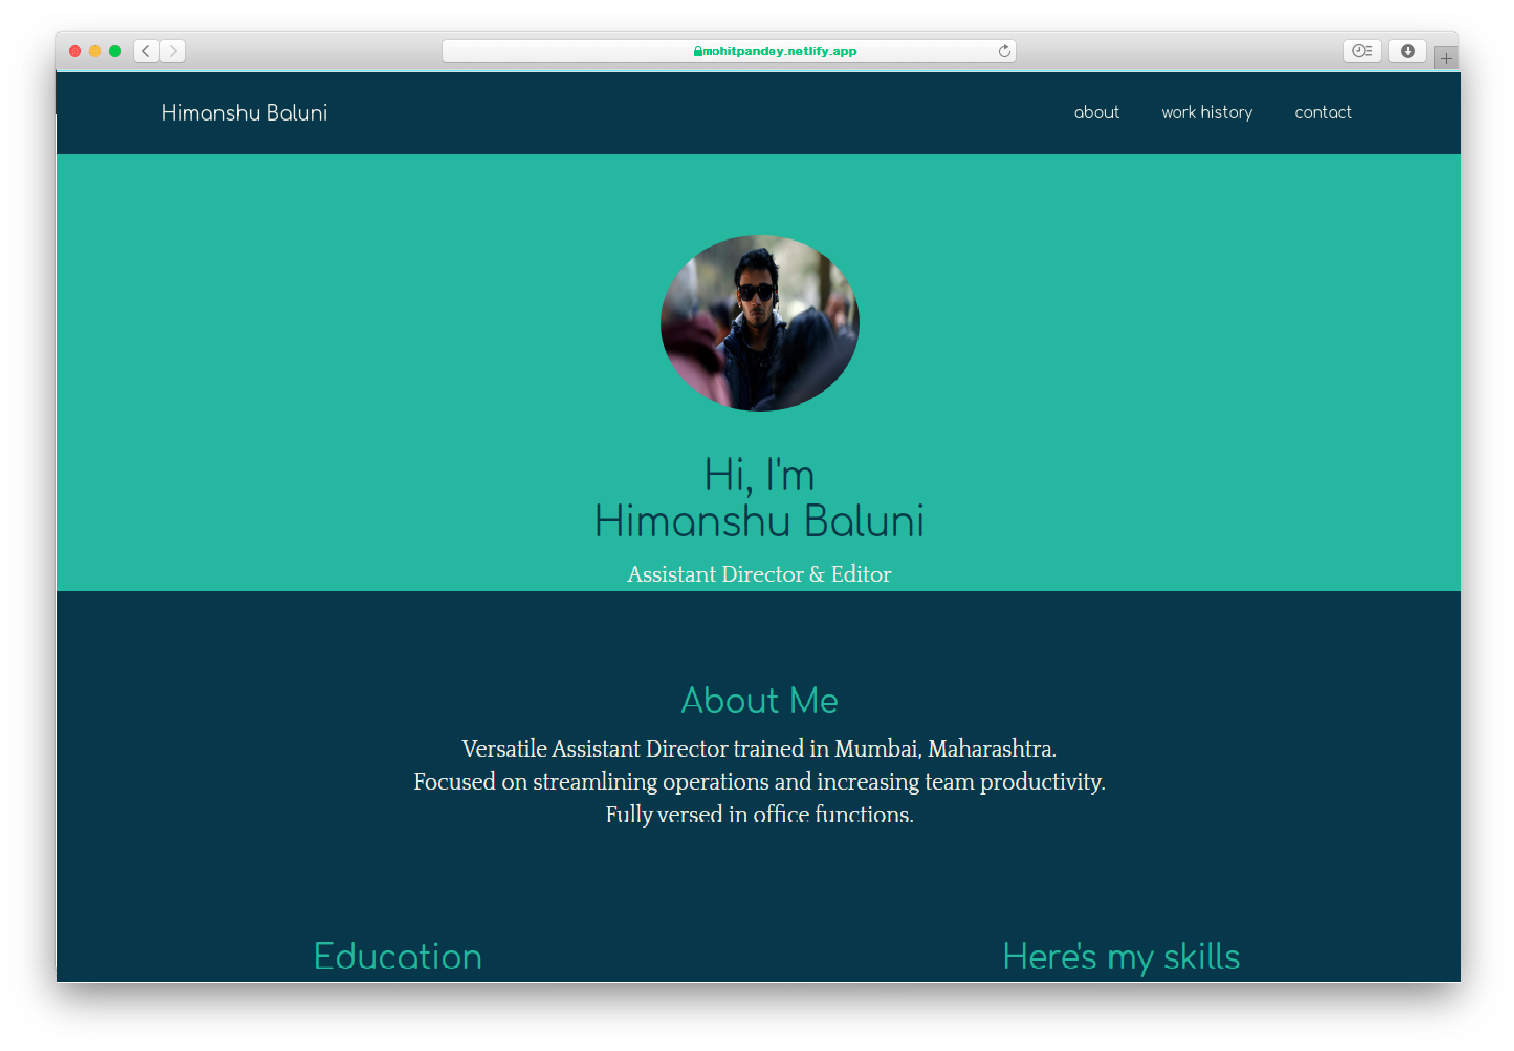 mohitpandey.netlify.app
Himanshu Baluni
about work history contact
Hi, I'm
Himanshu Baluni
Assistant Director & Editor
About Me
Versatile Assistant Director trained in Mumbai, Maharashtra.
Focused on streamlining operations and increasing team productivity.
Fully versed in office functions.
Education
Here's my skills